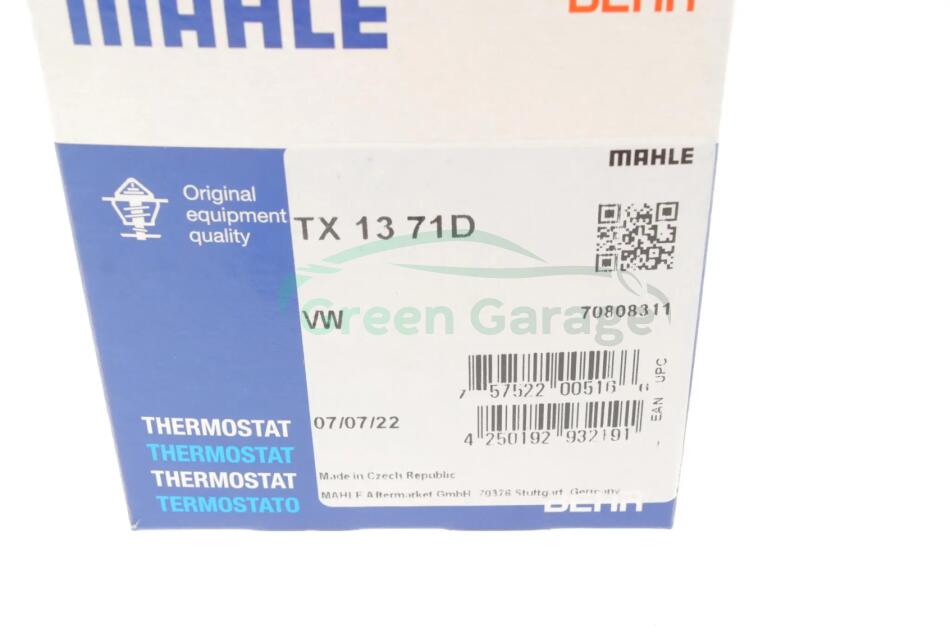 MAHLE
BEHR
MAHLE
Original
equipment
quality
TX 13 71D
Green Garage
VW
70808311
7 57522 00516 6
UPC
EAN
4 250192 932191
07/07/22
THERMOSTAT
THERMOSTAT
THERMOSTAT
TERMOSTATO
Made in Czech Republic
MAHLE Aftermarket GmbH, 70376 Stuttgart, Germany
BEHR